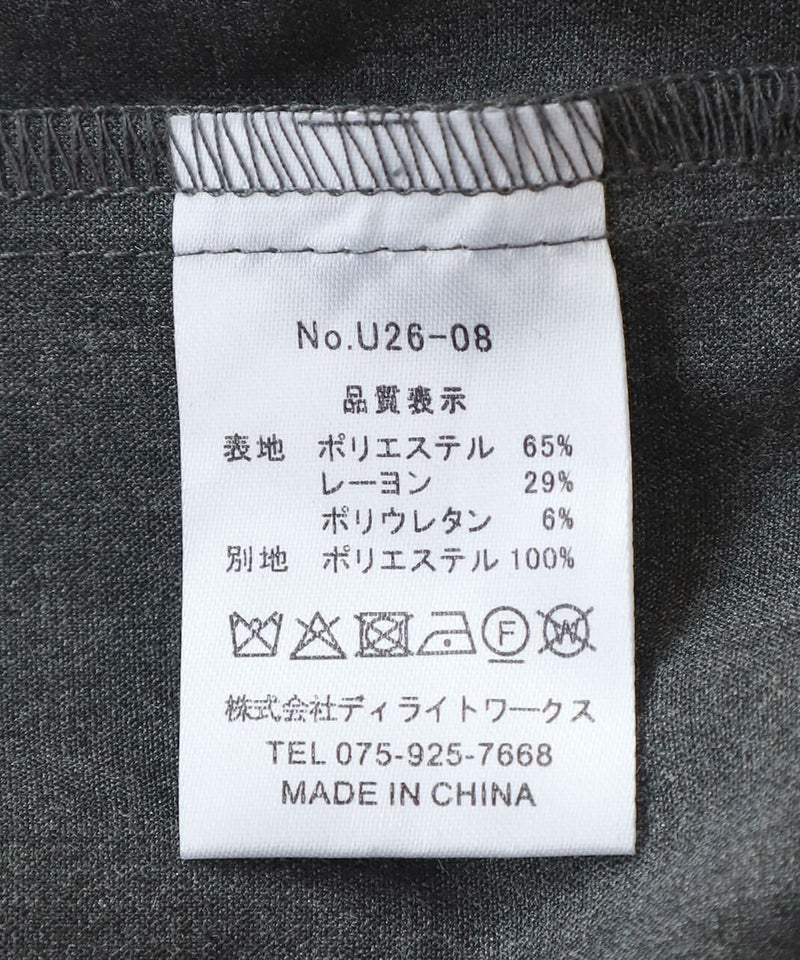 No.U26-08
品質表示
表地 ポリエステル 65%
レーヨン 29%
ポリウレタン 6%
別地 ポリエステル 100%
F W
株式会社ディライトワークス
TEL 075-925-7668
MADE IN CHINA